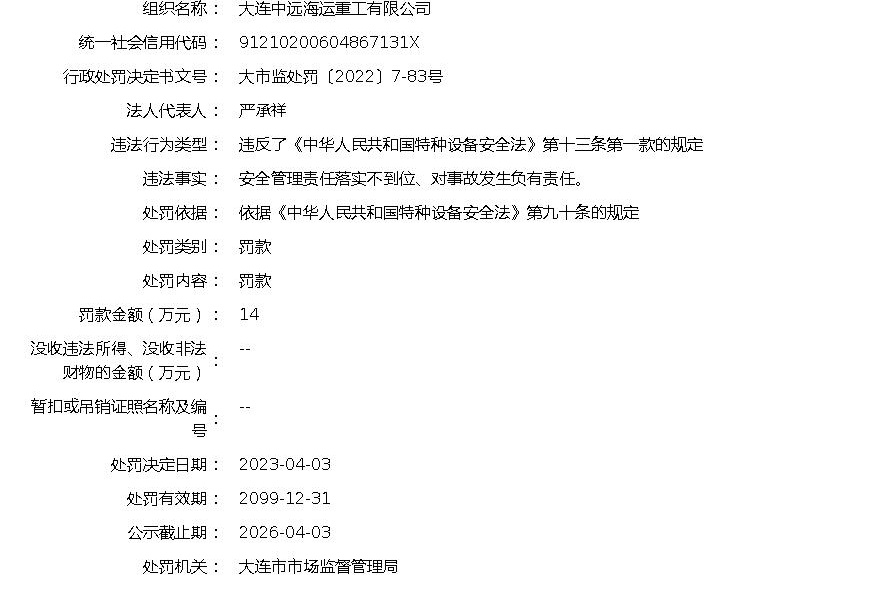 组织名称： 大连中远海运重工有限公司
统一社会信用代码： 91210200604867131X
行政处罚决定书文号： 大市监处罚〔2022〕7-83号
法人代表人： 严承祥
违法行为类型： 违反了《中华人民共和国特种设备安全法》第十三条第一款的规定
违法事实： 安全管理责任落实不到位、对事故发生负有责任。
处罚依据： 依据《中华人民共和国特种设备安全法》第九十条的规定
处罚类别： 罚款
处罚内容： 罚款
罚款金额（万元）： 14
没收违法所得、没收非法
财物的金额（万元）： --
暂扣或吊销证照名称及编
号： --
处罚决定日期： 2023-04-03
处罚有效期： 2099-12-31
公示截止期： 2026-04-03
处罚机关： 大连市市场监督管理局